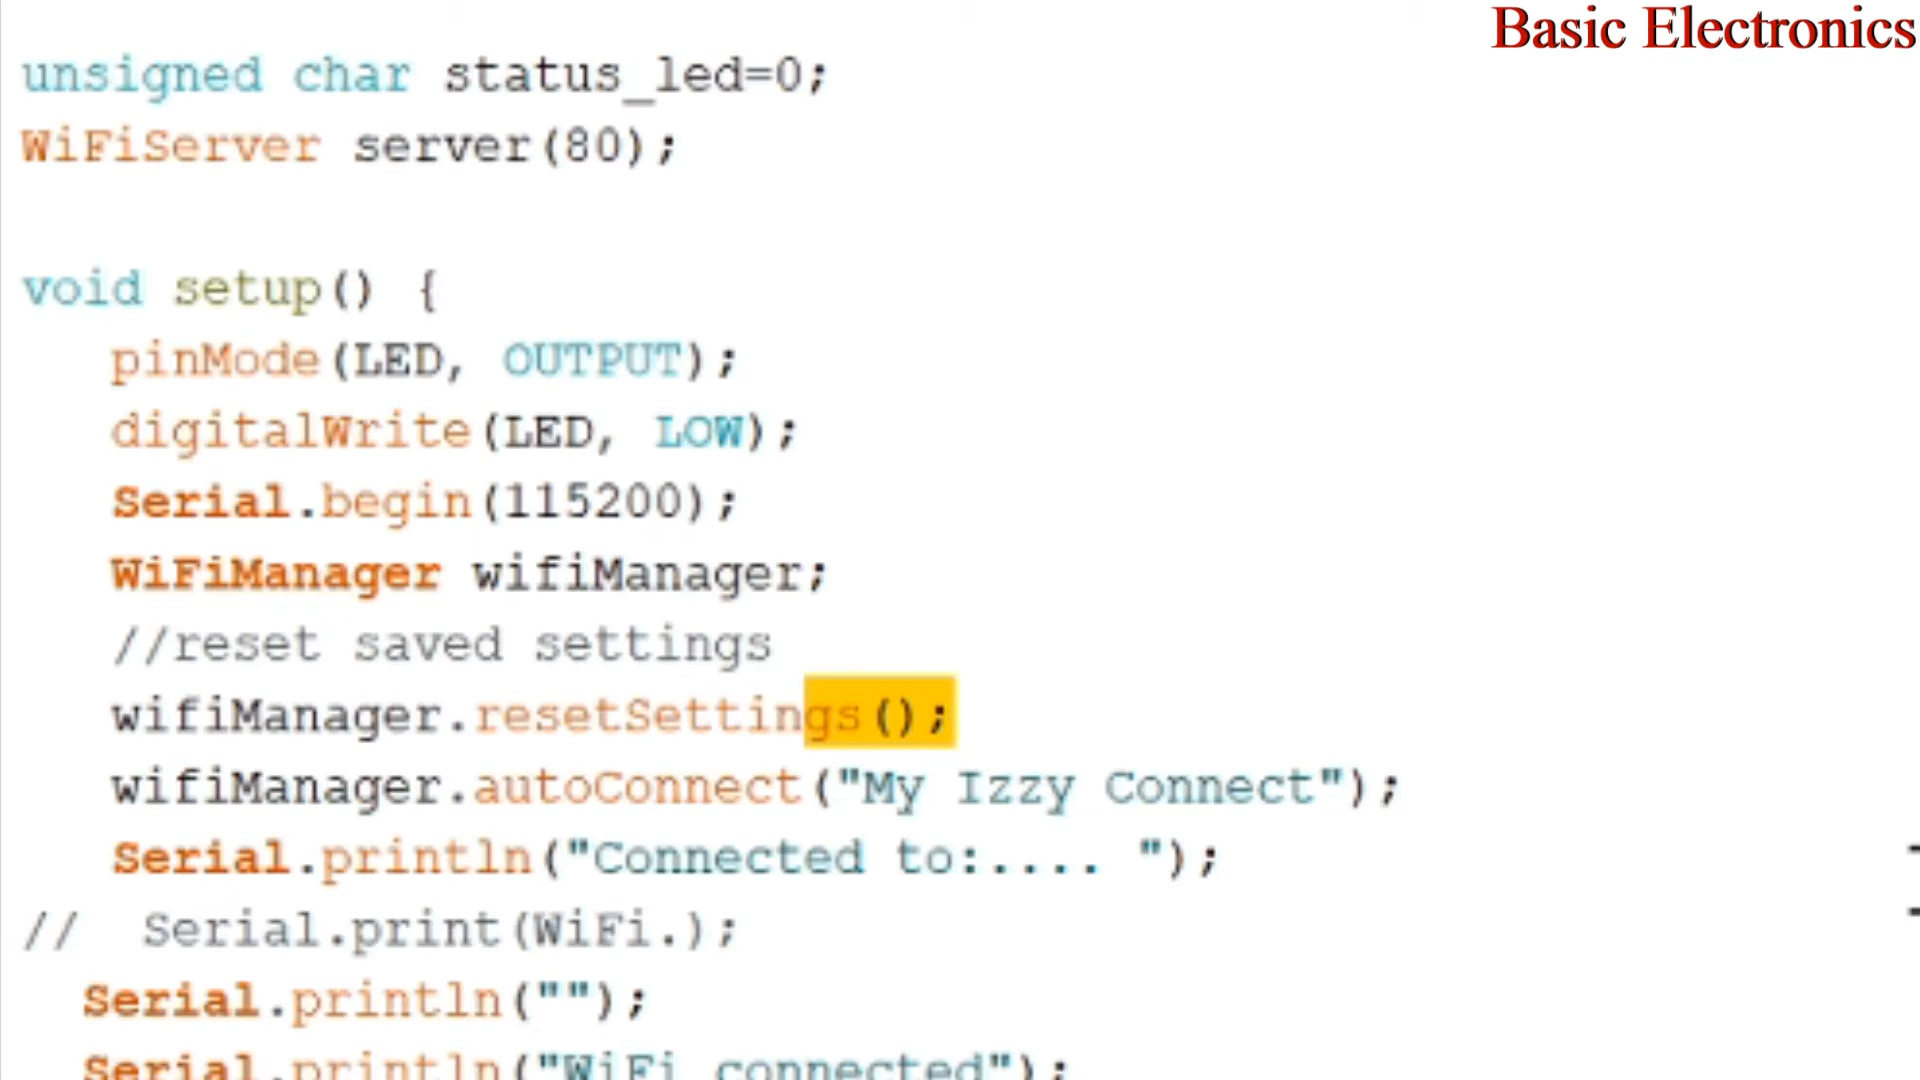 Basic Electronics
unsigned char status_led=0;
WiFiServer server(80);
void setup() {
pinMode(LED, OUTPUT);
digitalWrite(LED, LOW);
Serial.begin(115200);
WiFiManager wifiManager;
//reset saved settings
wifiManager.resetSettings();
wifiManager.autoConnect("My Izzy Connect");
Serial.println("Connected to:.... ");
//  Serial.print(WiFi.);
Serial.println("");
Serial.println("WiFi connected");